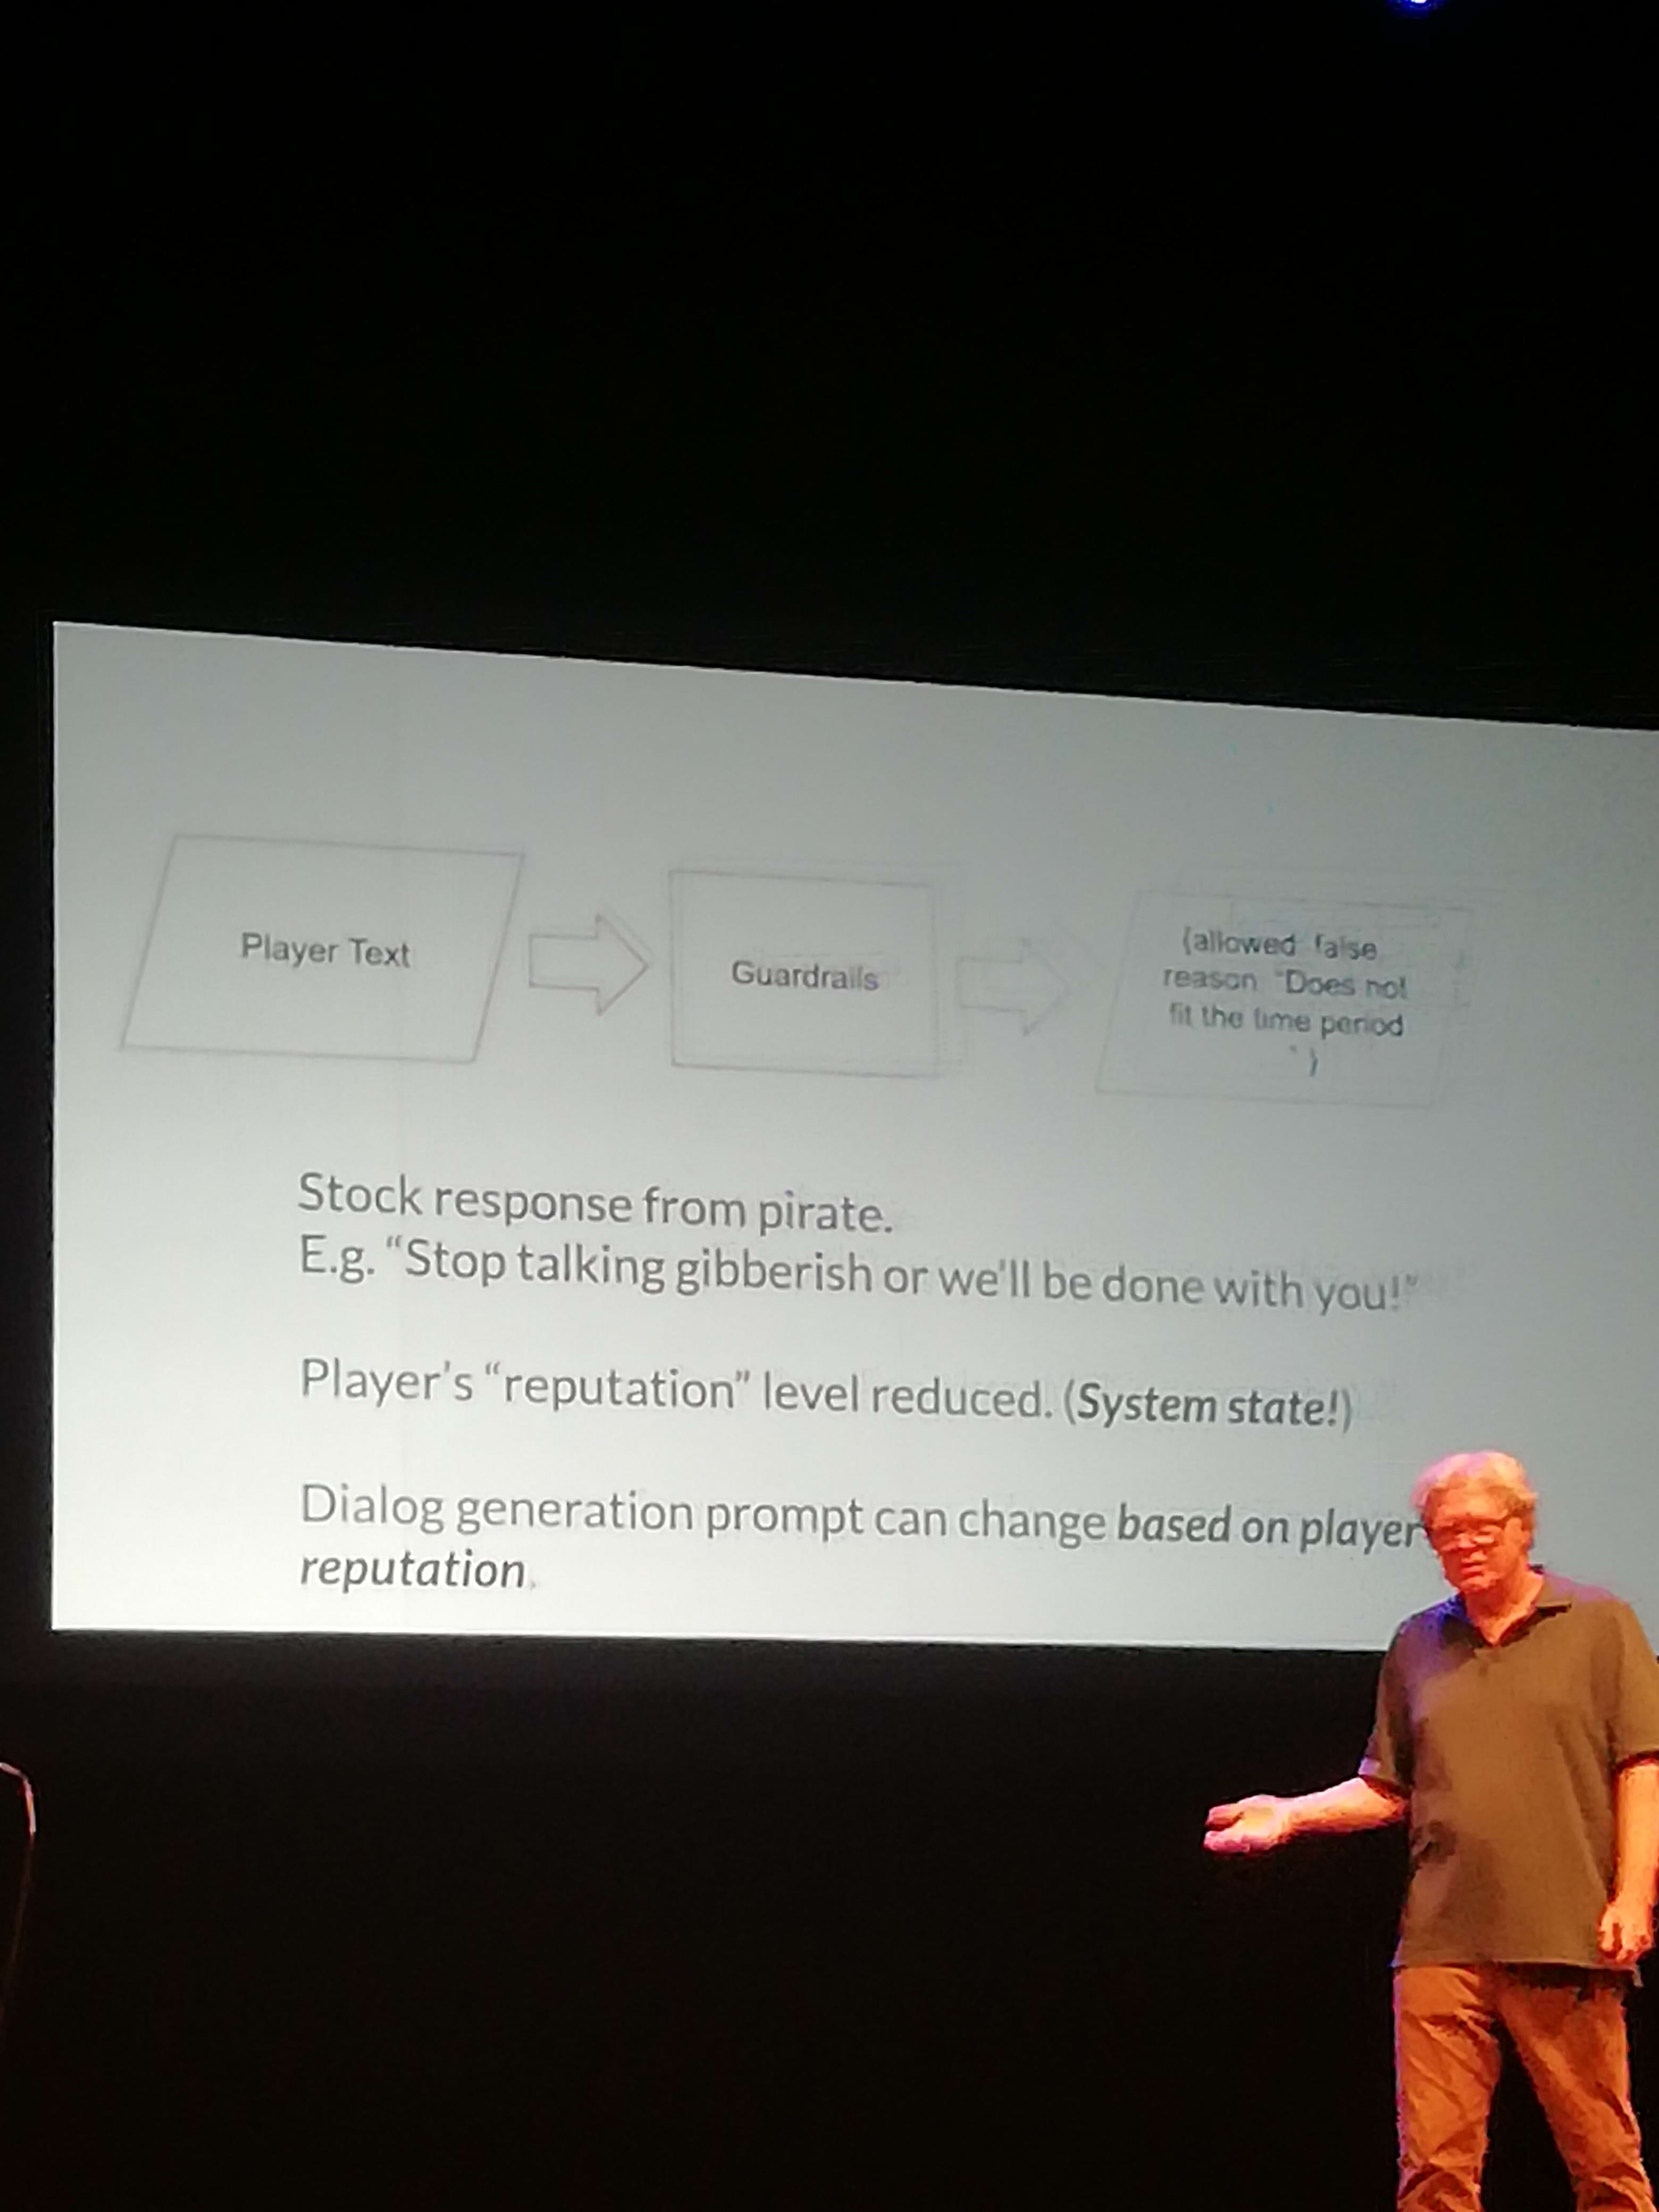 Player Text
Guardrails
{allowed: false
reason: "Does not
fit the time period
"}
Stock response from pirate.
E.g. “Stop talking gibberish or we'll be done with you!”
Player's “reputation” level reduced. (System state!)
Dialog generation prompt can change based on player
reputation.